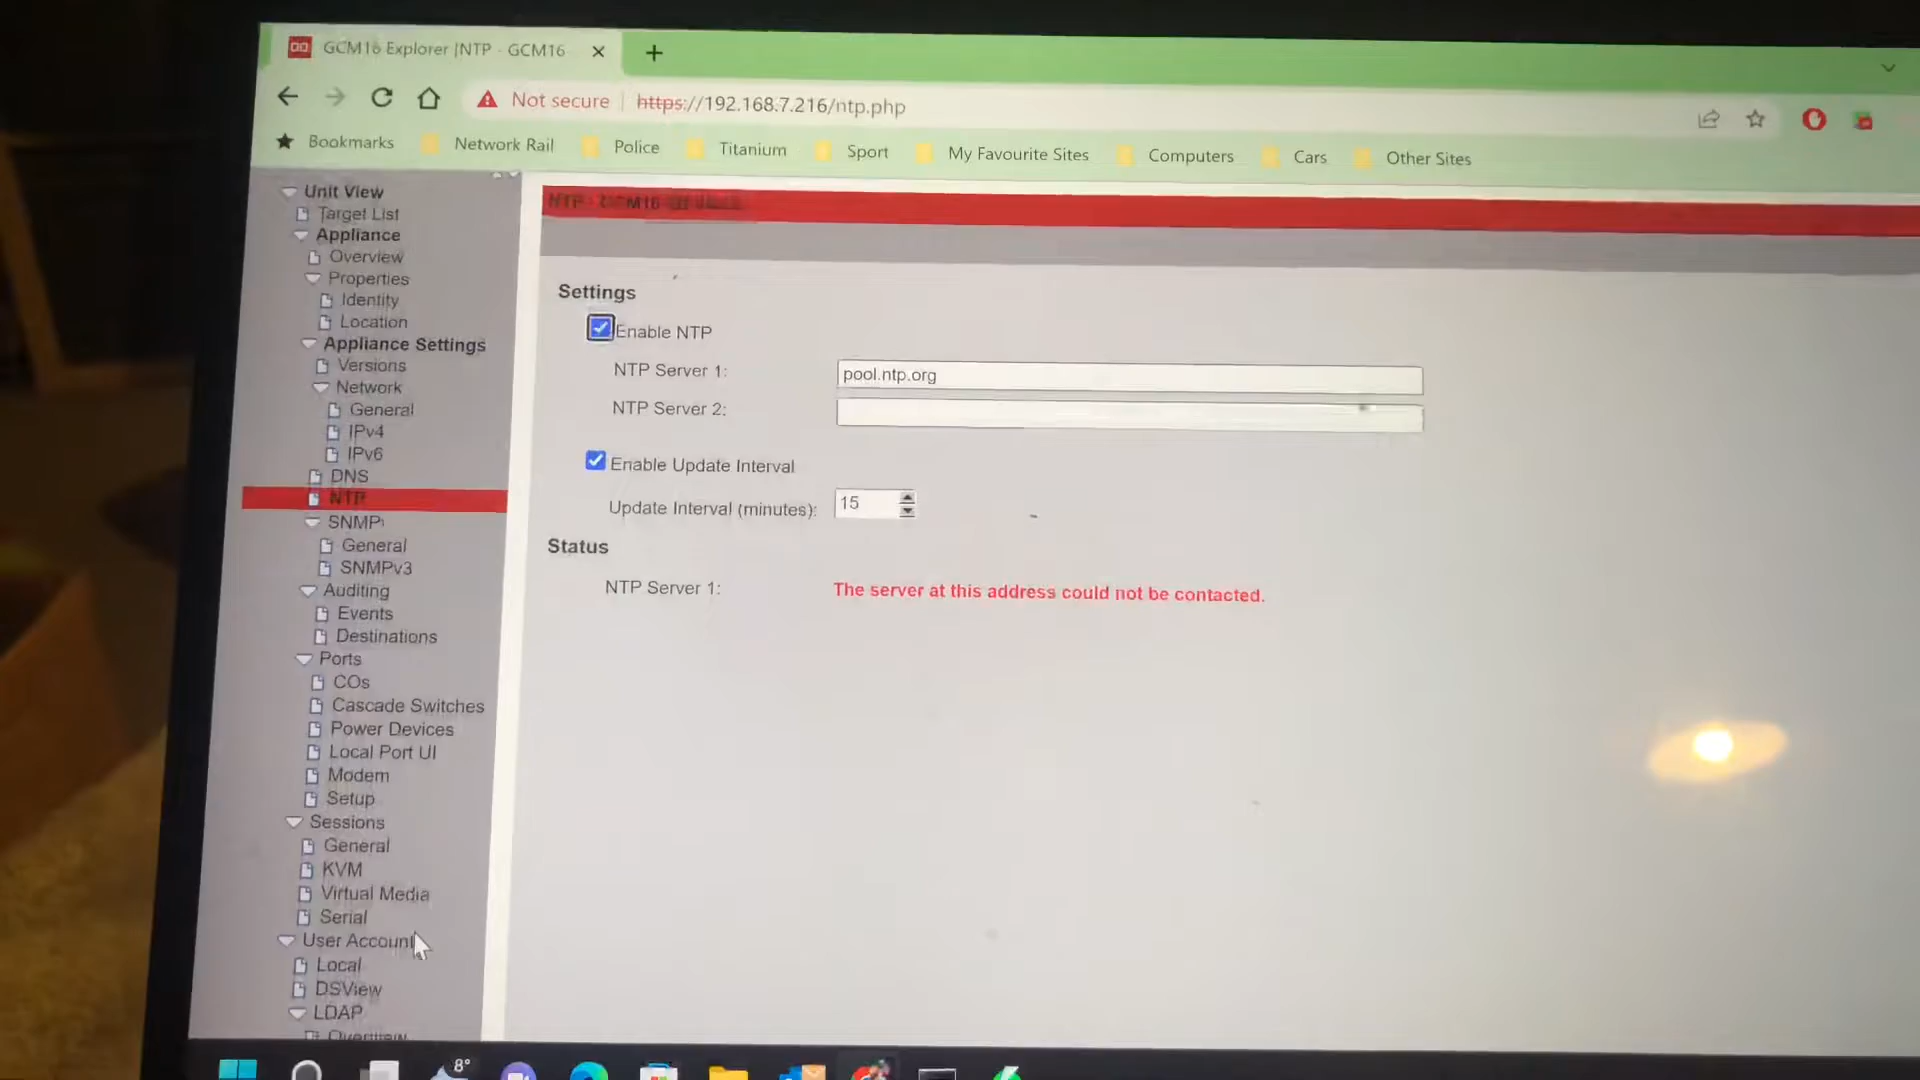 GCM16 Explorer |NTP - GCM16
Not secure
https://192.168.7.216/ntp.php
Bookmarks
Network Rail
Police
Titanium
Sport
My Favourite Sites
Computers
Cars
Other Sites
Unit View
Target List
Appliance
Overview
Properties
Identity
Location
Appliance Settings
Versions
Network
General
IPv4
IPv6
DNS
NTP
SNMP
General
SNMPv3
Auditing
Events
Destinations
Ports
COs
Cascade Switches
Power Devices
Local Port UI
Modem
Setup
Sessions
General
KVM
Virtual Media
Serial
User Account
Local
DSView
LDAP
Overview
NTP - GCM16
Settings
Enable NTP
NTP Server 1:
pool.ntp.org
NTP Server 2:
Enable Update Interval
Update Interval (minutes):
15
Status
NTP Server 1:
The server at this address could not be contacted.
8°